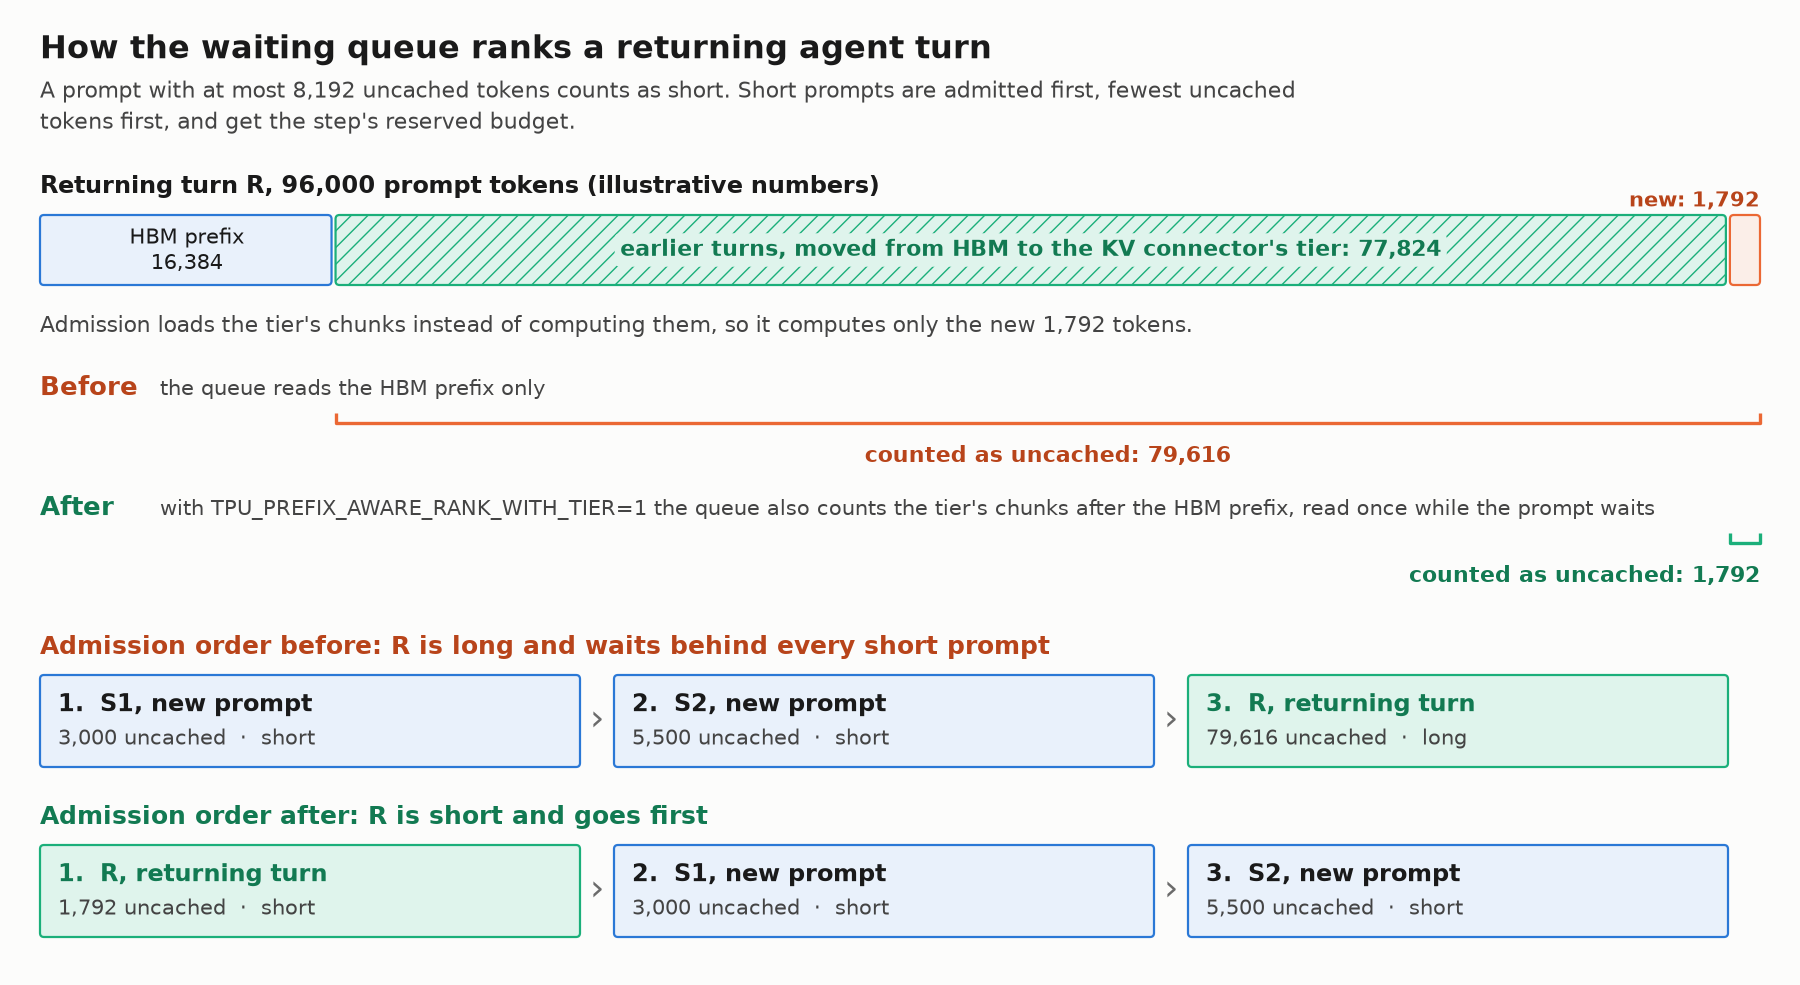 How the waiting queue ranks a returning agent turn
A prompt with at most 8,192 uncached tokens counts as short. Short prompts are admitted first, fewest uncached
tokens first, and get the step's reserved budget.
Returning turn R, 96,000 prompt tokens (illustrative numbers)
new: 1,792
HBM prefix
16,384
earlier turns, moved from HBM to the KV connector's tier: 77,824
Admission loads the tier's chunks instead of computing them, so it computes only the new 1,792 tokens.
Before the queue reads the HBM prefix only
counted as uncached: 79,616
After with TPU_PREFIX_AWARE_RANK_WITH_TIER=1 the queue also counts the tier's chunks after the HBM prefix, read once while the prompt waits
counted as uncached: 1,792
Admission order before: R is long and waits behind every short prompt
1. S1, new prompt
3,000 uncached · short
›
2. S2, new prompt
5,500 uncached · short
›
3. R, returning turn
79,616 uncached · long
Admission order after: R is short and goes first
1. R, returning turn
1,792 uncached · short
›
2. S1, new prompt
3,000 uncached · short
›
3. S2, new prompt
5,500 uncached · short